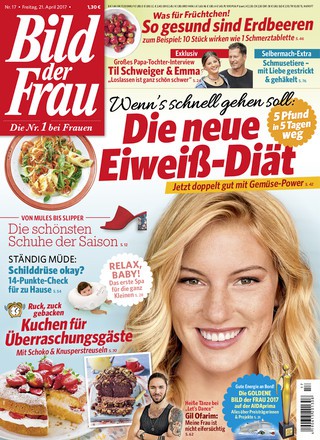 Nr. 17 • Freitag, 21. April 2017 • 1,30 €
Bild
der
Frau
Die Nr. 1 bei Frauen
Was für Früchtchen!
So gesund sind Erdbeeren
zum Beispiel: 10 Stück wirken wie 1 Schmerztablette
Exklusiv
Großes Papa-Tochter-Interview
Til Schweiger & Emma
„Loslassen ist ganz schön schwer"
Selbermach-Extra
Schmusetiere –
mit Liebe gestrickt
& gehäkelt
Wenn's schnell gehen soll:
Die neue
Eiweiß-Diät
5 Pfund
in 5 Tagen
weg
Jetzt doppelt gut mit Gemüse-Power
VON MULES BIS SLIPPER
Die schönsten
Schuhe der Saison
STÄNDIG MÜDE:
Schilddrüse okay?
14-Punkte-Check
für zu Hause
RELAX,
BABY!
Das erste Spa
für die ganz
Kleinen
Ruck, zuck
gebacken
Kuchen für
Überraschungsgäste
Mit Schoko & Knusperstreuseln
Heiße Tänze bei
„Let's Dance"
Gil Ofarim:
Meine Frau ist
nicht eifersüchtig
Gute Energie an Bord!
Die GOLDENE
BILD der FRAU 2017
auf der AIDAprima
Alles über Preisträgerinnen
& Projekte